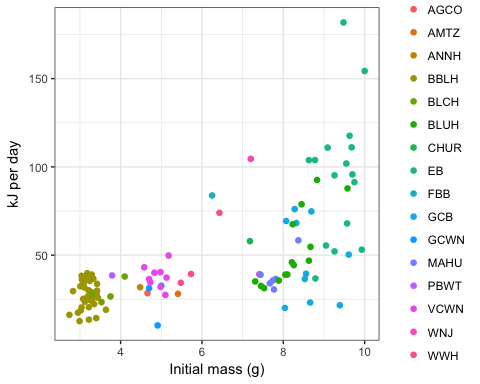 kJ per day
150
100
50
4 6 8 10
Initial mass (g)
AGCO
AMTZ
ANNH
BBLH
BLCH
BLUH
CHUR
EB
FBB
GCB
GCWN
MAHU
PBWT
VCWN
WNJ
WWH